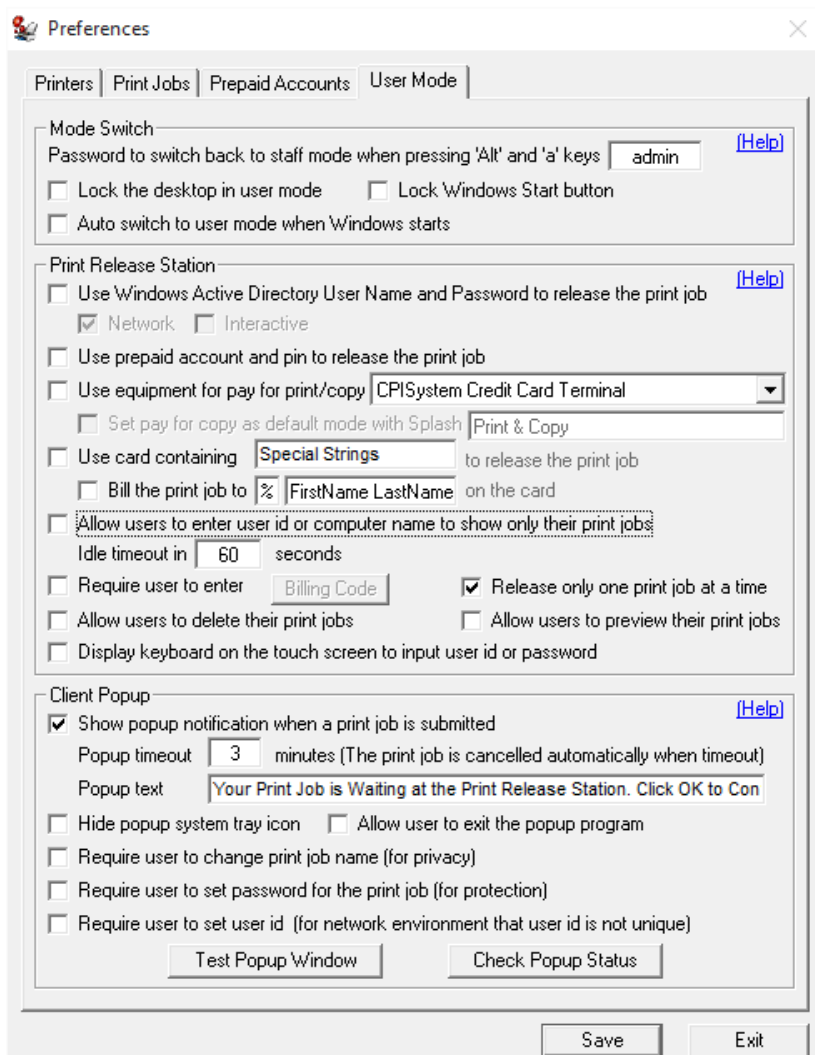 Preferences
Printers Print Jobs Prepaid Accounts User Mode
Mode Switch
(Help)
Password to switch back to staff mode when pressing 'Alt' and 'a' keys admin
Lock the desktop in user mode Lock Windows Start button
Auto switch to user mode when Windows starts
Print Release Station
(Help)
Use Windows Active Directory User Name and Password to release the print job
Network Interactive
Use prepaid account and pin to release the print job
Use equipment for pay for print/copy CPISystem Credit Card Terminal
Set pay for copy as default mode with Splash Print & Copy
Use card containing Special Strings to release the print job
Bill the print job to % FirstName LastName on the card
Allow users to enter user id or computer name to show only their print jobs
Idle timeout in 60 seconds
Require user to enter Billing Code Release only one print job at a time
Allow users to delete their print jobs Allow users to preview their print jobs
Display keyboard on the touch screen to input user id or password
Client Popup
(Help)
Show popup notification when a print job is submitted
Popup timeout 3 minutes (The print job is cancelled automatically when timeout)
Popup text Your Print Job is Waiting at the Print Release Station. Click OK to Con
Hide popup system tray icon Allow user to exit the popup program
Require user to change print job name (for privacy)
Require user to set password for the print job (for protection)
Require user to set user id (for network environment that user id is not unique)
Test Popup Window Check Popup Status
Save Exit